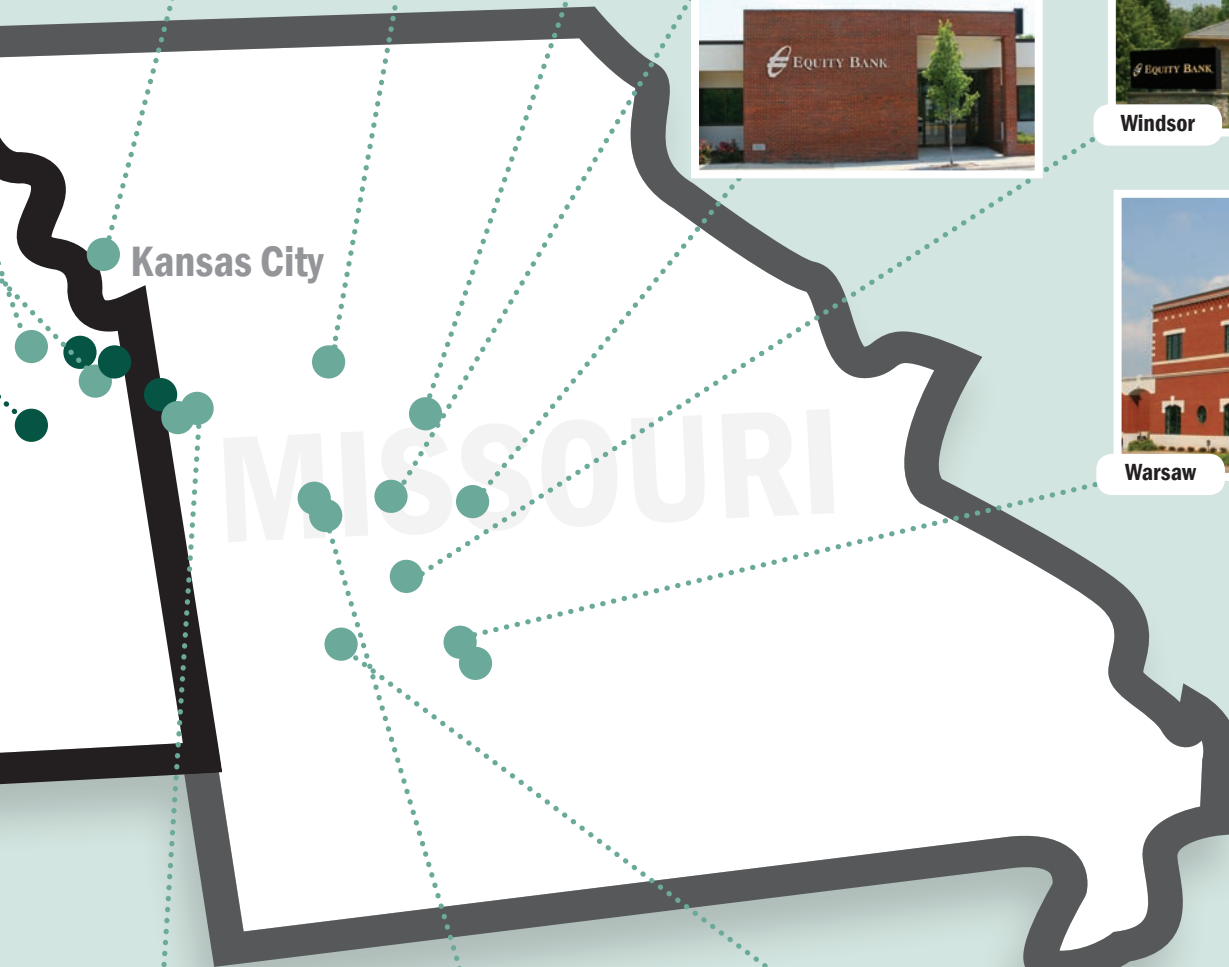 EQUITY BANK
EQUITY BANK
Windsor
Kansas City
MISSOURI
Warsaw